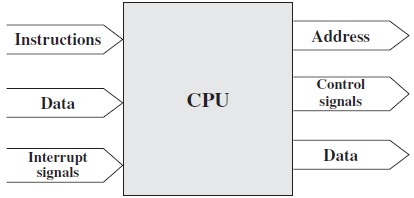 Instructions
Data
Interrupt
signals
CPU
Address
Control
signals
Data